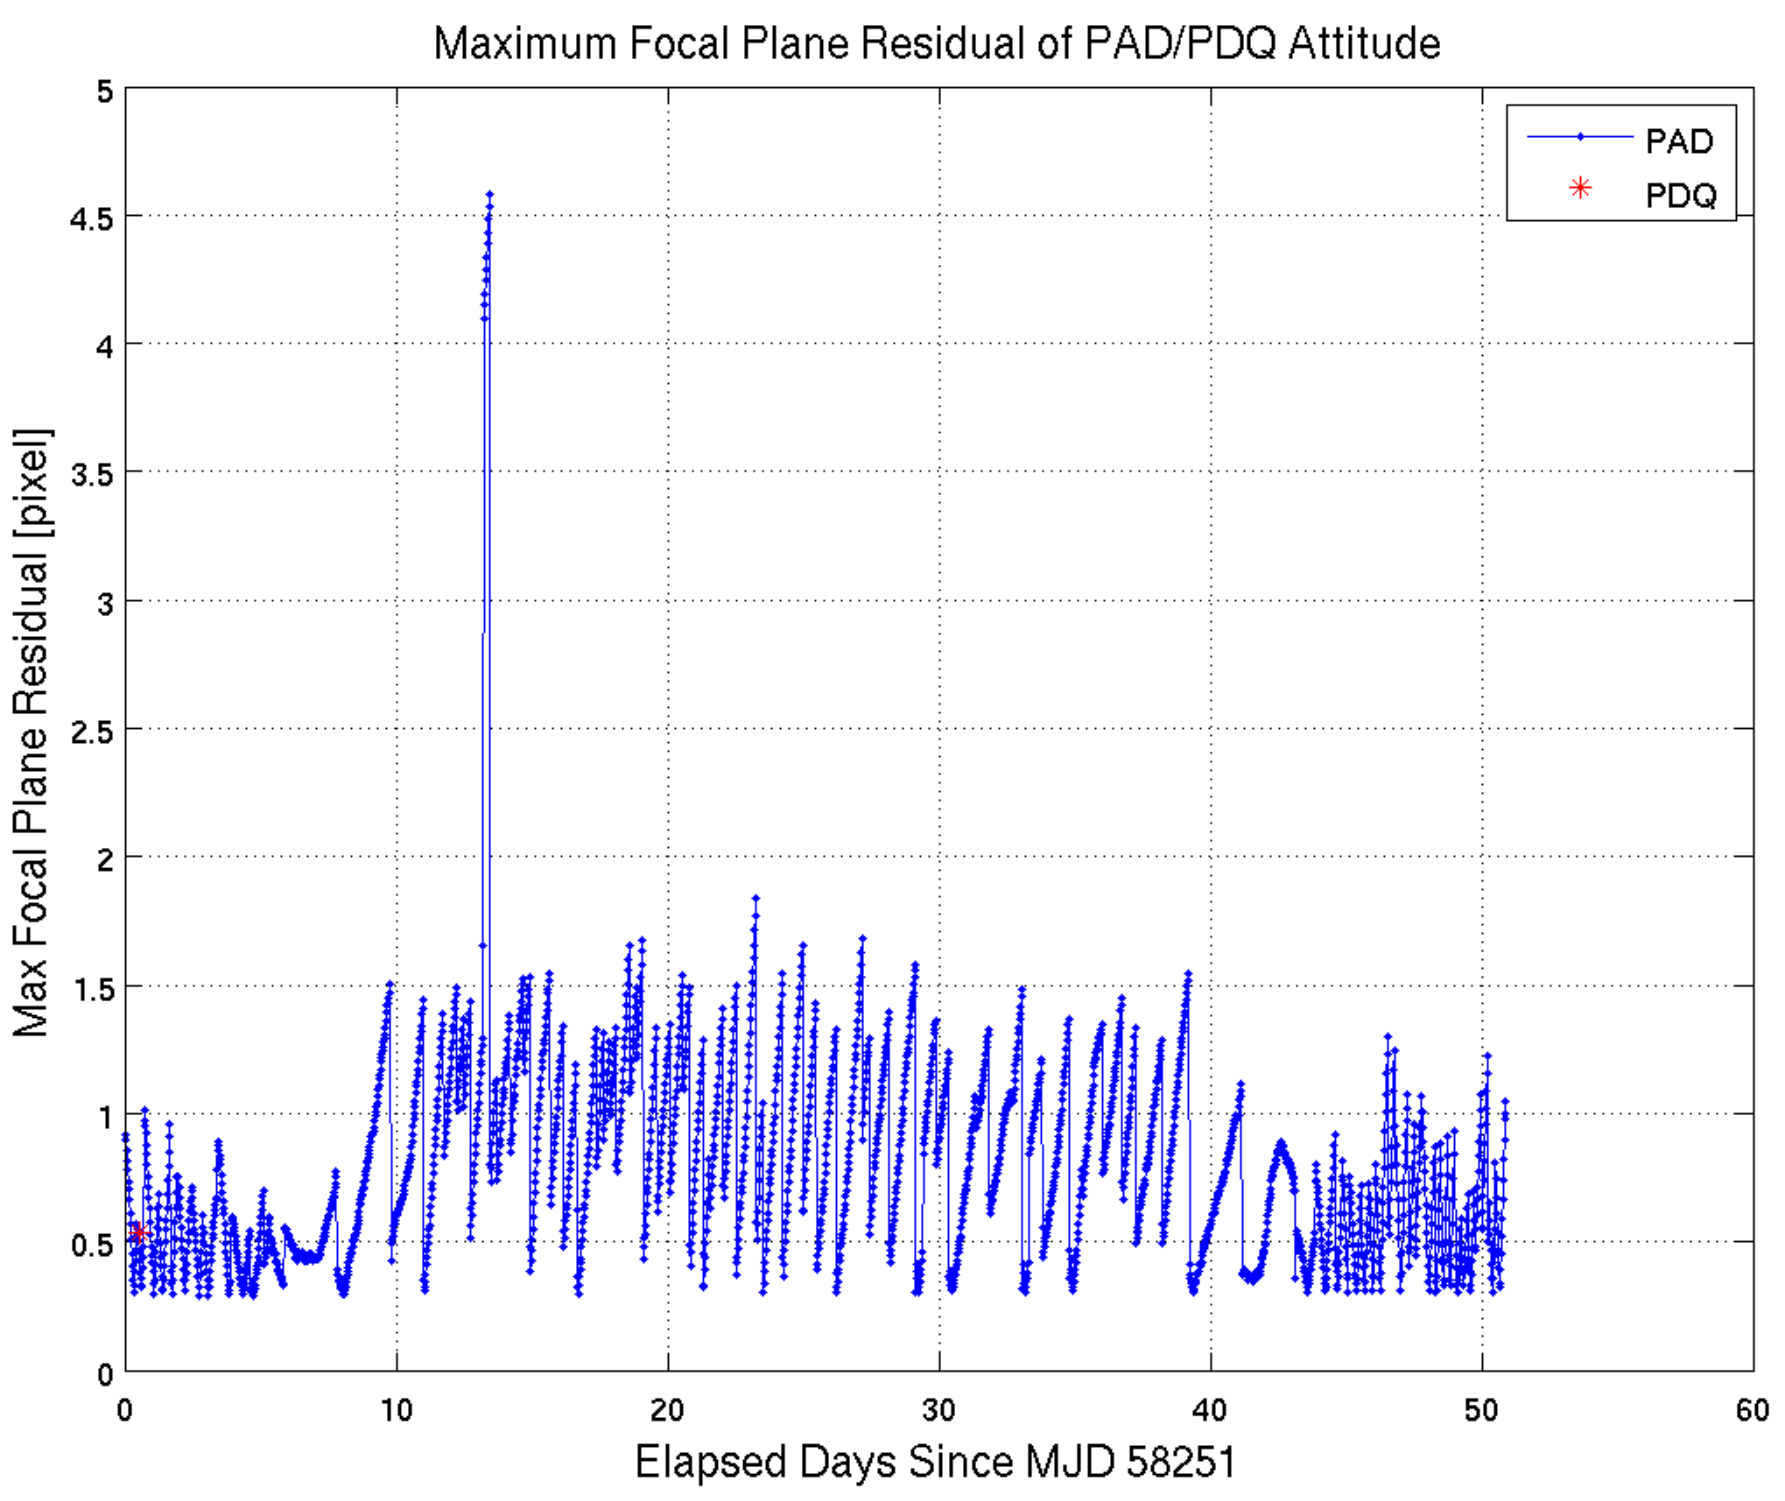 Maximum Focal Plane Residual of PAD/PDQ Attitude
5
4.5
4
3.5
3
2.5
2
1.5
1
0.5
0
Max Focal Plane Residual [pixel]
PAD
PDQ
0 10 20 30 40 50 60
Elapsed Days Since MJD 58251